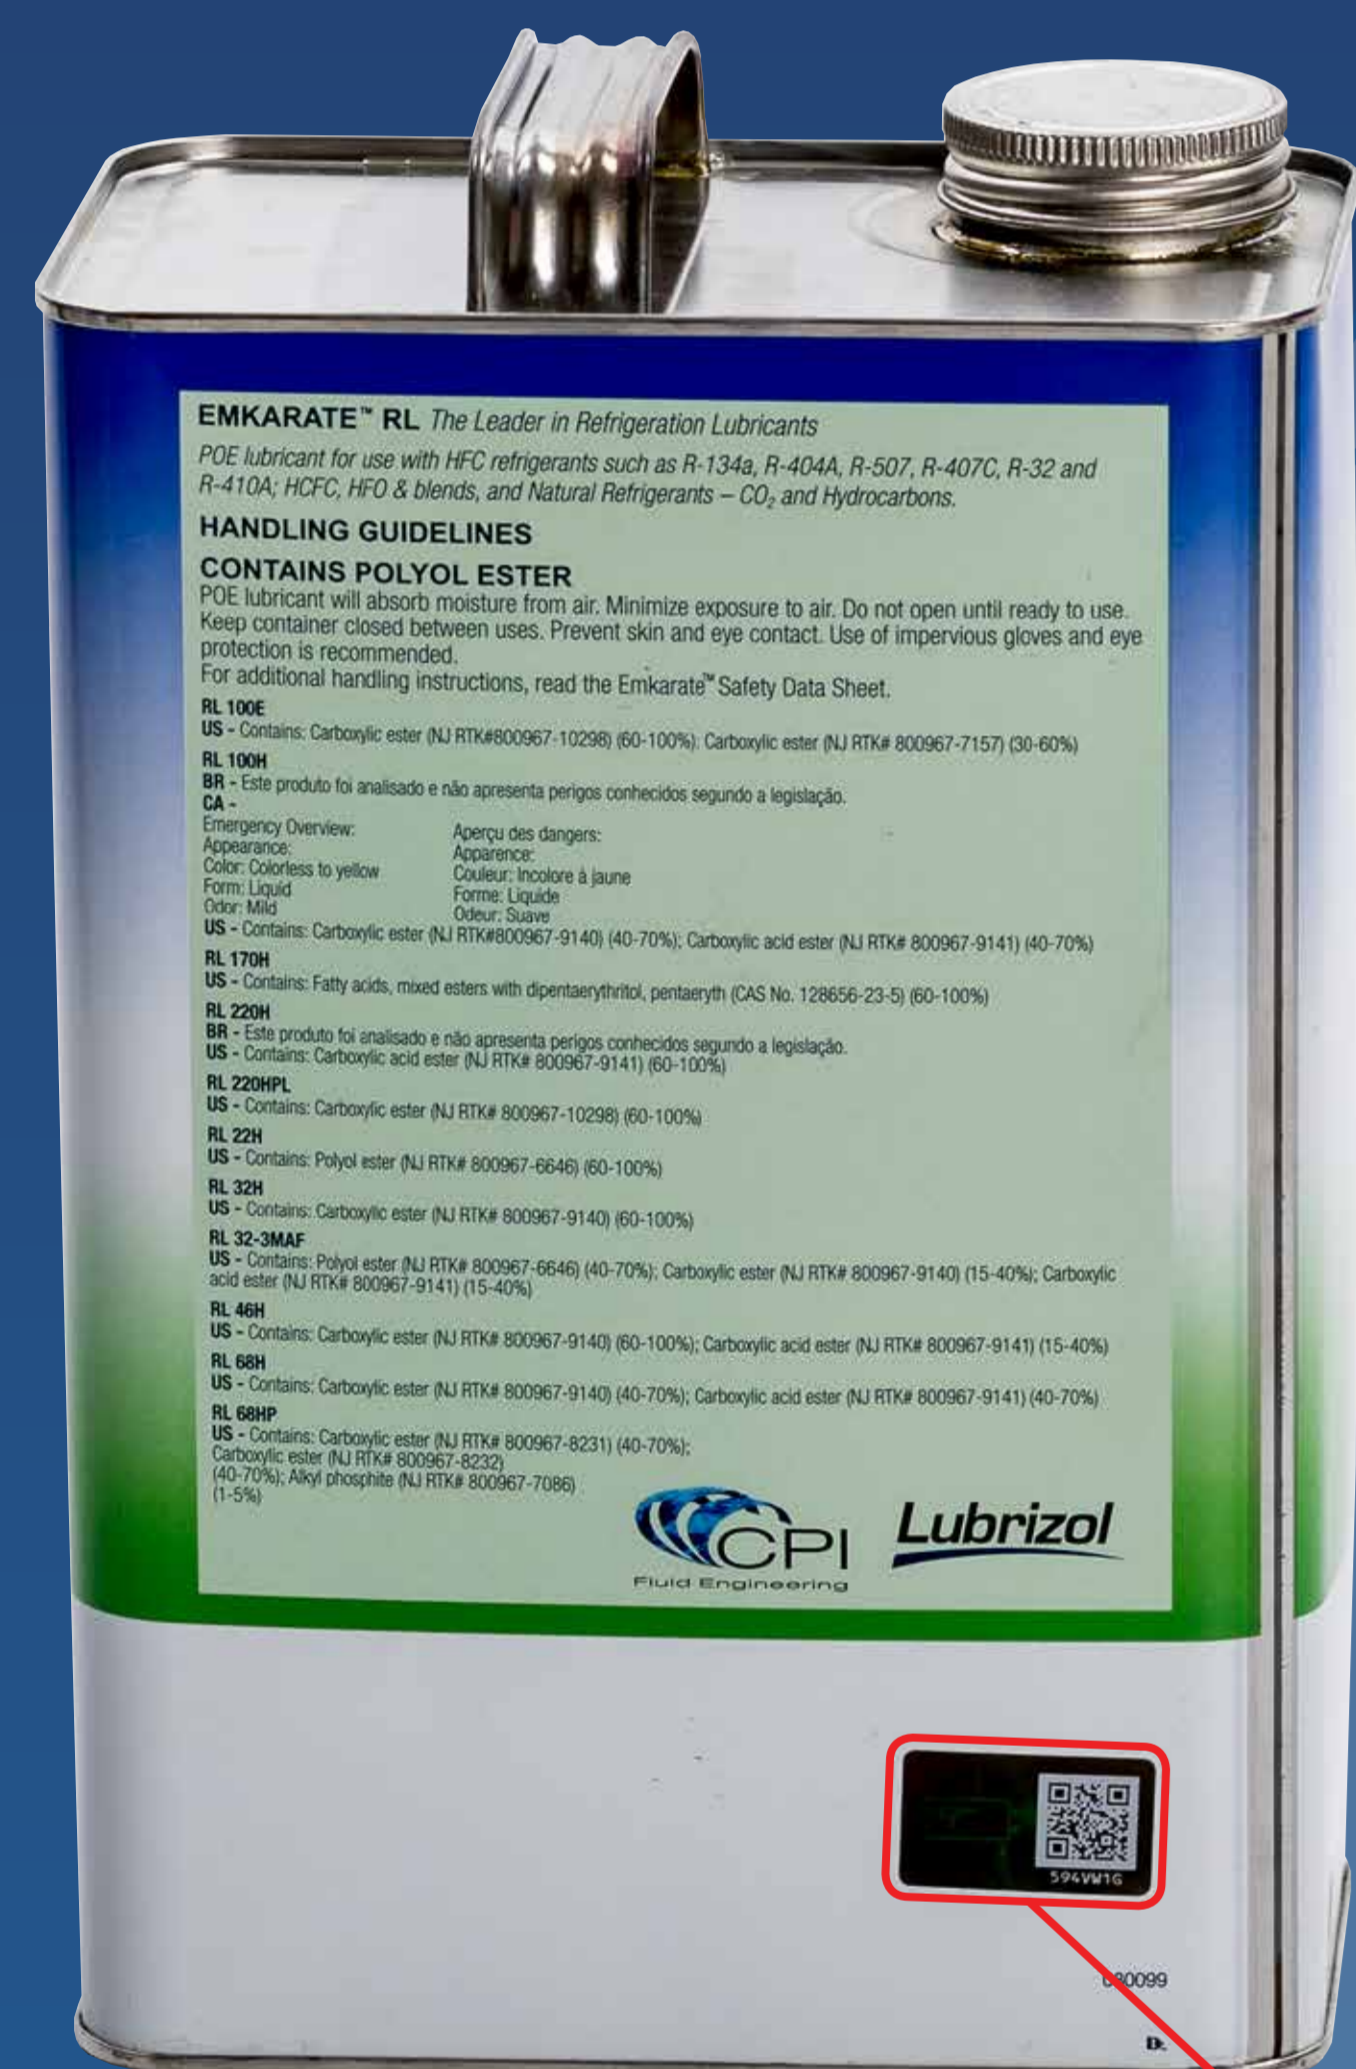 EMKARATE™ RL The Leader in Refrigeration Lubricants
POE lubricant for use with HFC refrigerants such as R-134a, R-404A, R-507, R-407C, R-32 and
R-410A; HCFC, HFO & blends, and Natural Refrigerants – CO₂ and Hydrocarbons.
HANDLING GUIDELINES
CONTAINS POLYOL ESTER
POE lubricant will absorb moisture from air. Minimize exposure to air. Do not open until ready to use.
Keep container closed between uses. Prevent skin and eye contact. Use of impervious gloves and eye
protection is recommended.
For additional handling instructions, read the Emkarate™ Safety Data Sheet.
RL 100E
US - Contains: Carboxylic ester (NJ RTK#800967-10298) (60-100%); Carboxylic ester (NJ RTK# 800967-7157) (30-60%)
RL 100H
BR - Este produto foi analisado e não apresenta perigos conhecidos segundo a legislação.
CA -
Emergency Overview:
Appearance:
Color: Colorless to yellow
Form: Liquid
Odor: Mild
Aperçu des dangers:
Apparence:
Couleur: Incolore à jaune
Forme: Liquide
Odeur: Suave
US - Contains: Carboxylic ester (NJ RTK#800967-9140) (40-70%); Carboxylic acid ester (NJ RTK# 800967-9141) (40-70%)
RL 170H
US - Contains: Fatty acids, mixed esters with dipentaerythritol, pentaeryth (CAS No. 128656-23-5) (60-100%)
RL 220H
BR - Este produto foi analisado e não apresenta perigos conhecidos segundo a legislação.
US - Contains: Carboxylic acid ester (NJ RTK# 800967-9141) (60-100%)
RL 220HPL
US - Contains: Carboxylic ester (NJ RTK# 800967-10298) (60-100%)
RL 22H
US - Contains: Polyol ester (NJ RTK# 800967-6646) (60-100%)
RL 32H
US - Contains: Carboxylic ester (NJ RTK# 800967-9140) (60-100%)
RL 32-3MAF
US - Contains: Polyol ester (NJ RTK# 800967-6646) (40-70%); Carboxylic ester (NJ RTK# 800967-9140) (15-40%); Carboxylic
acid ester (NJ RTK# 800967-9141) (15-40%)
RL 46H
US - Contains: Carboxylic ester (NJ RTK# 800967-9140) (60-100%); Carboxylic acid ester (NJ RTK# 800967-9141) (15-40%)
RL 68H
US - Contains: Carboxylic ester (NJ RTK# 800967-9140) (40-70%); Carboxylic acid ester (NJ RTK# 800967-9141) (40-70%)
RL 68HP
US - Contains: Carboxylic ester (NJ RTK# 800967-8231) (40-70%);
Carboxylic ester (NJ RTK# 800967-8232)
(40-70%); Alkyl phosphite (NJ RTK# 800967-7086)
(1-5%)
CPI
Fluid Engineering
Lubrizol
594VW1G